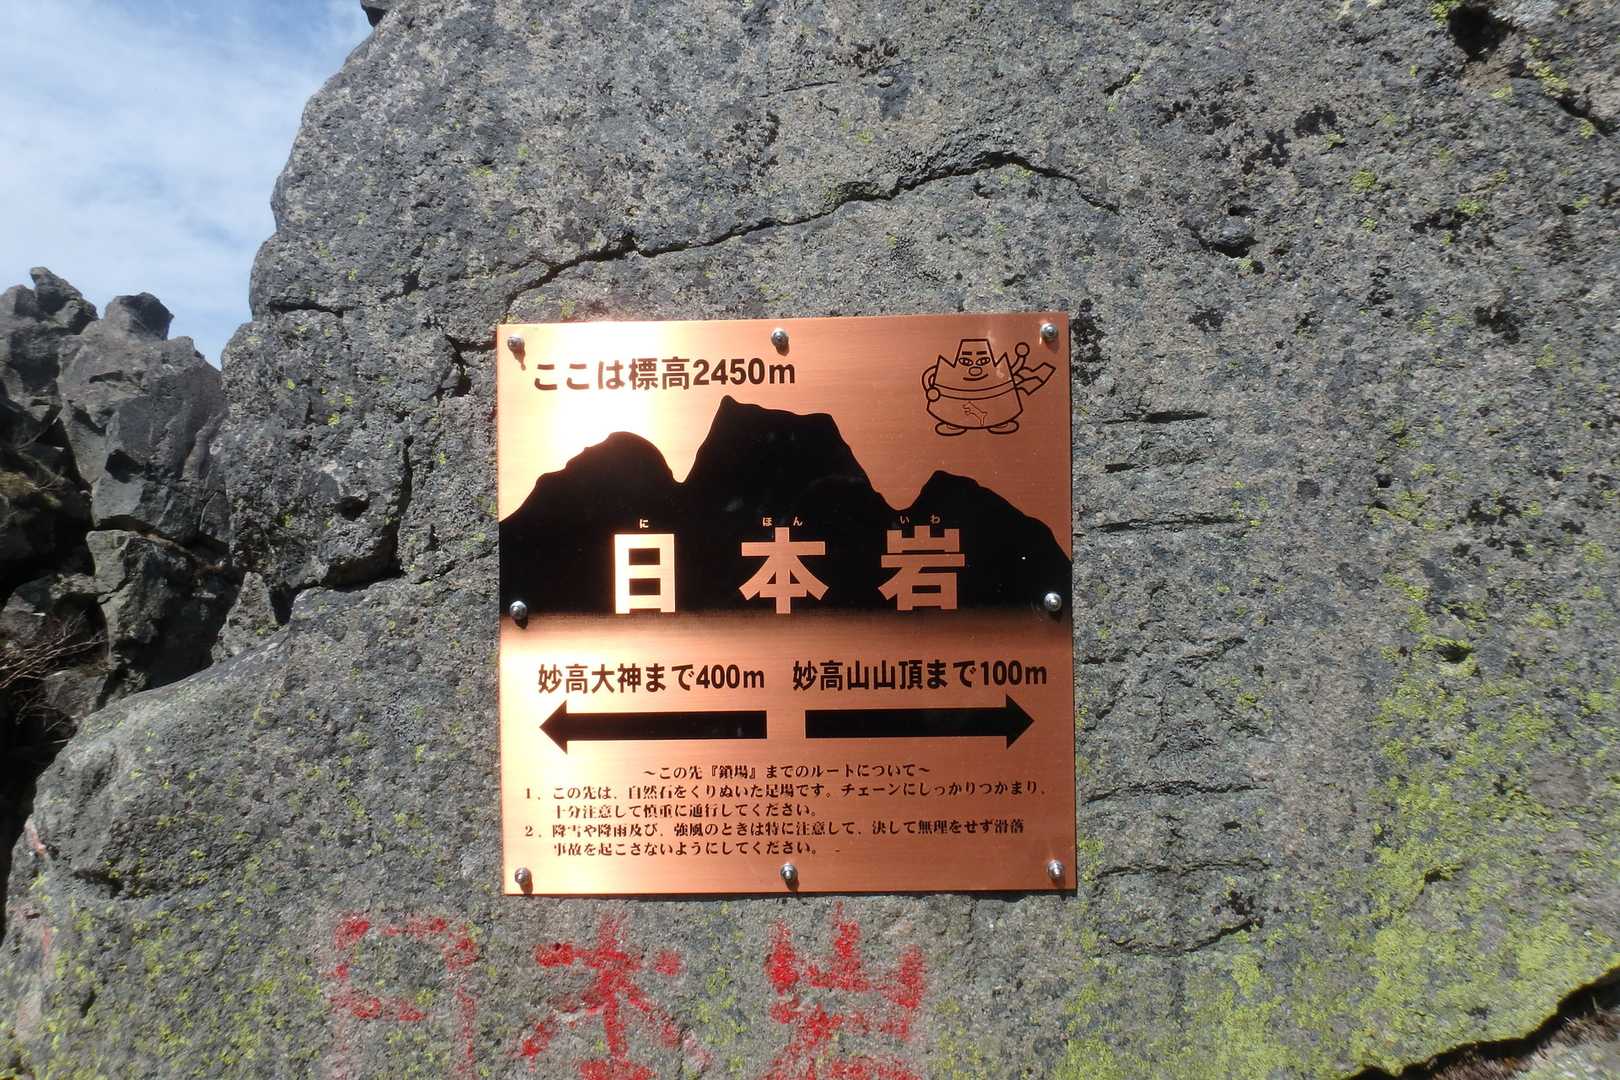 ここは標高2450m
に ほん いわ
日本岩
妙高大神まで400m 妙高山山頂まで100m
～この先『鎖場』までのルートについて～
1、この先は、自然石をくりぬいた足場です。チェーンにしっかりつかまり、
十分注意して慎重に通行してください。
2、降雪や降雨及び、強風のときは特に注意して、決して無理をせず滑落
事故を起こさないようにしてください。
日本岩